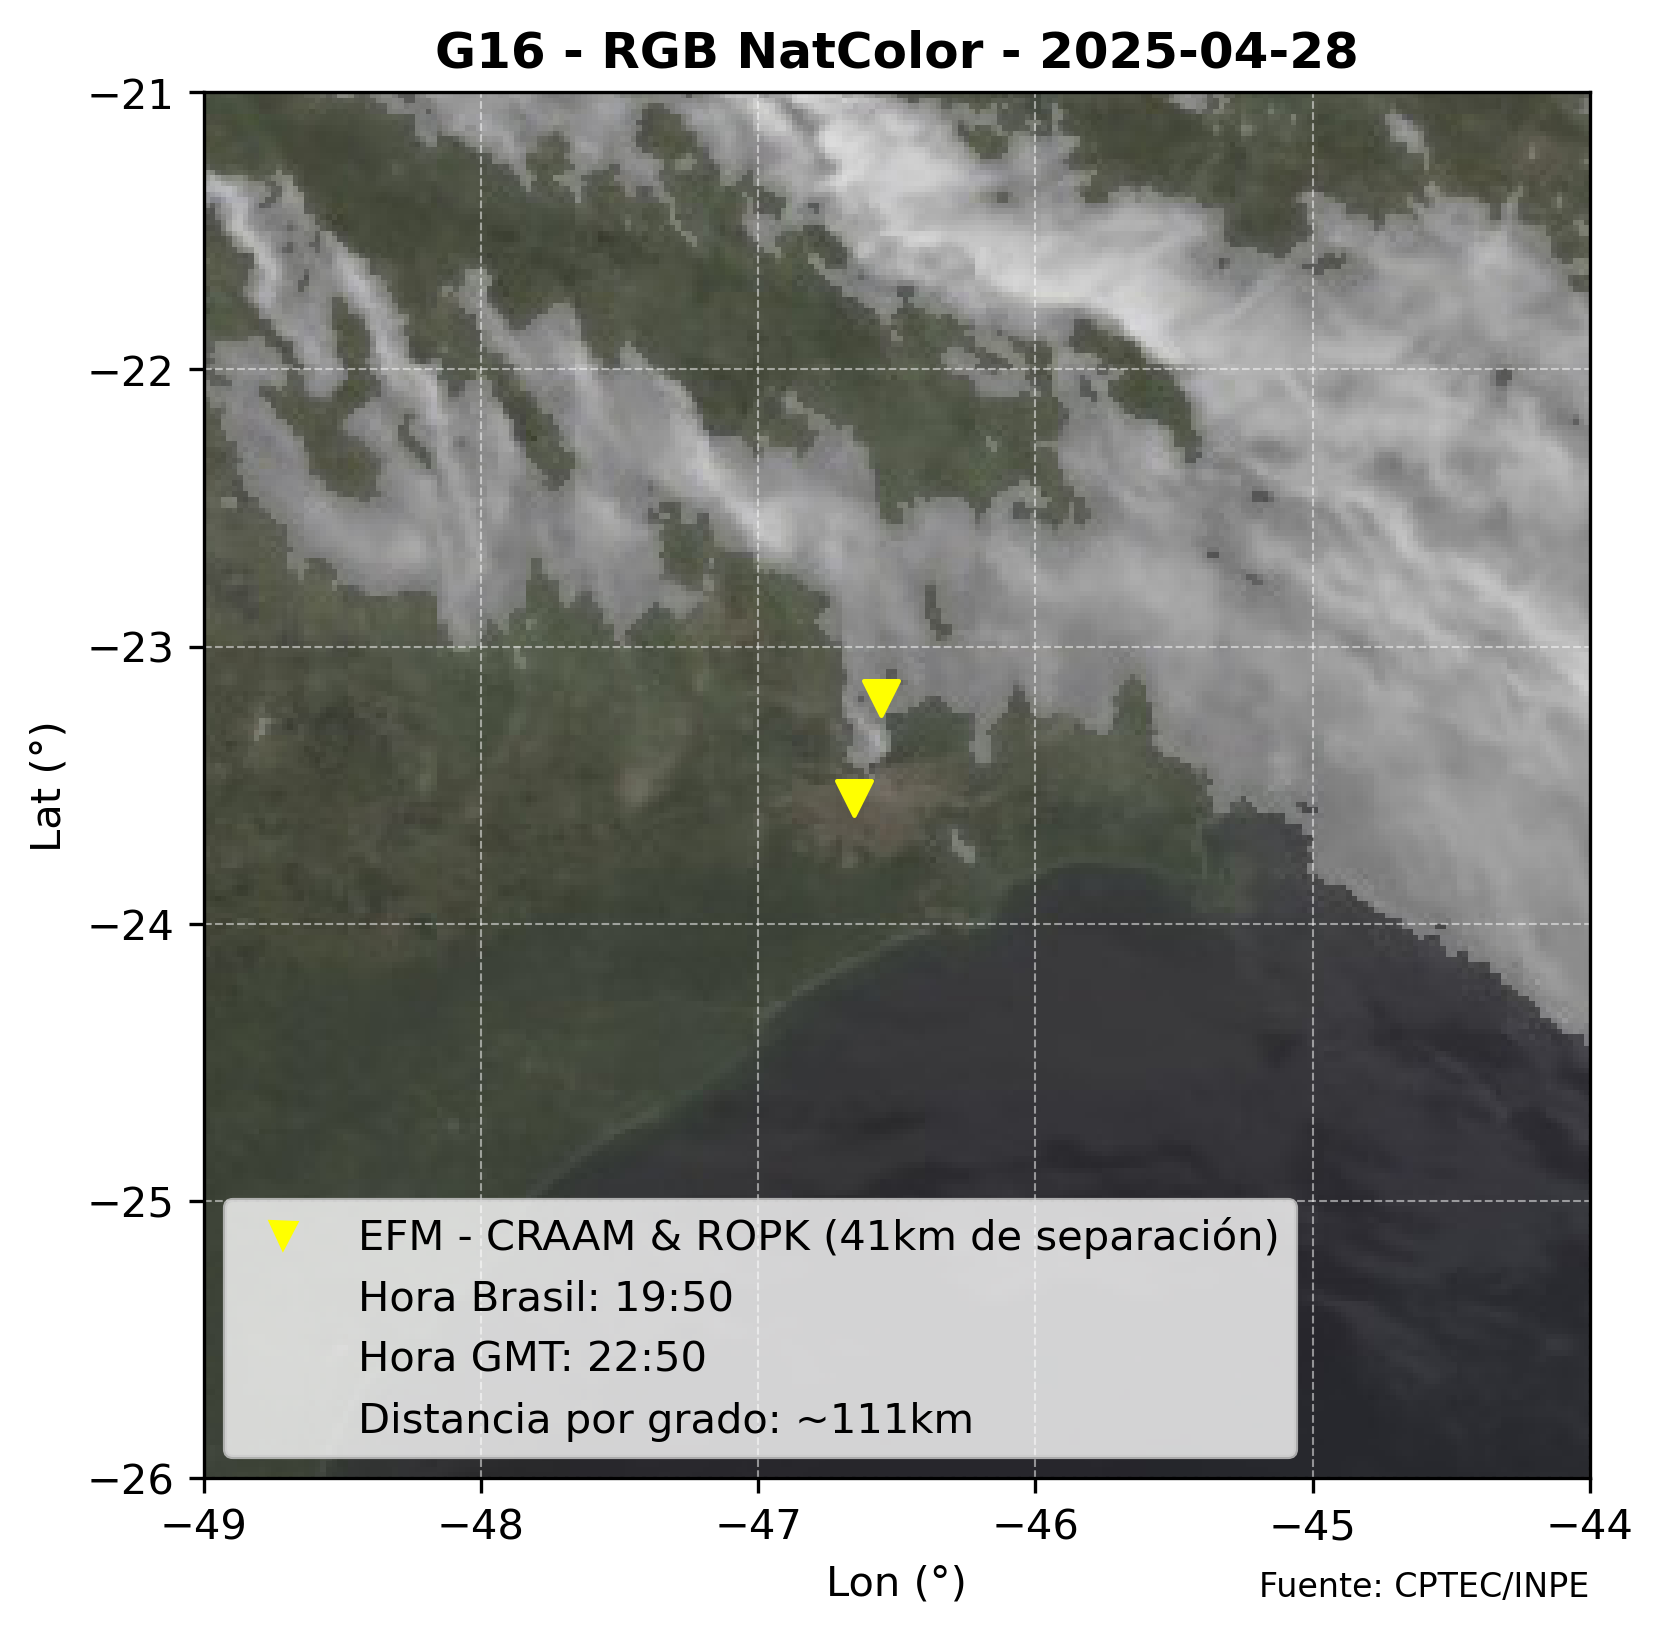 G16 - RGB NatColor - 2025-04-28
−21
−22
−23
−24
−25
−26
Lat (°)
EFM - CRAAM & ROPK (41km de separación)
Hora Brasil: 19:50
Hora GMT: 22:50
Distancia por grado: ~111km
−49 −48 −47 −46 −45 −44
Lon (°)
Fuente: CPTEC/INPE